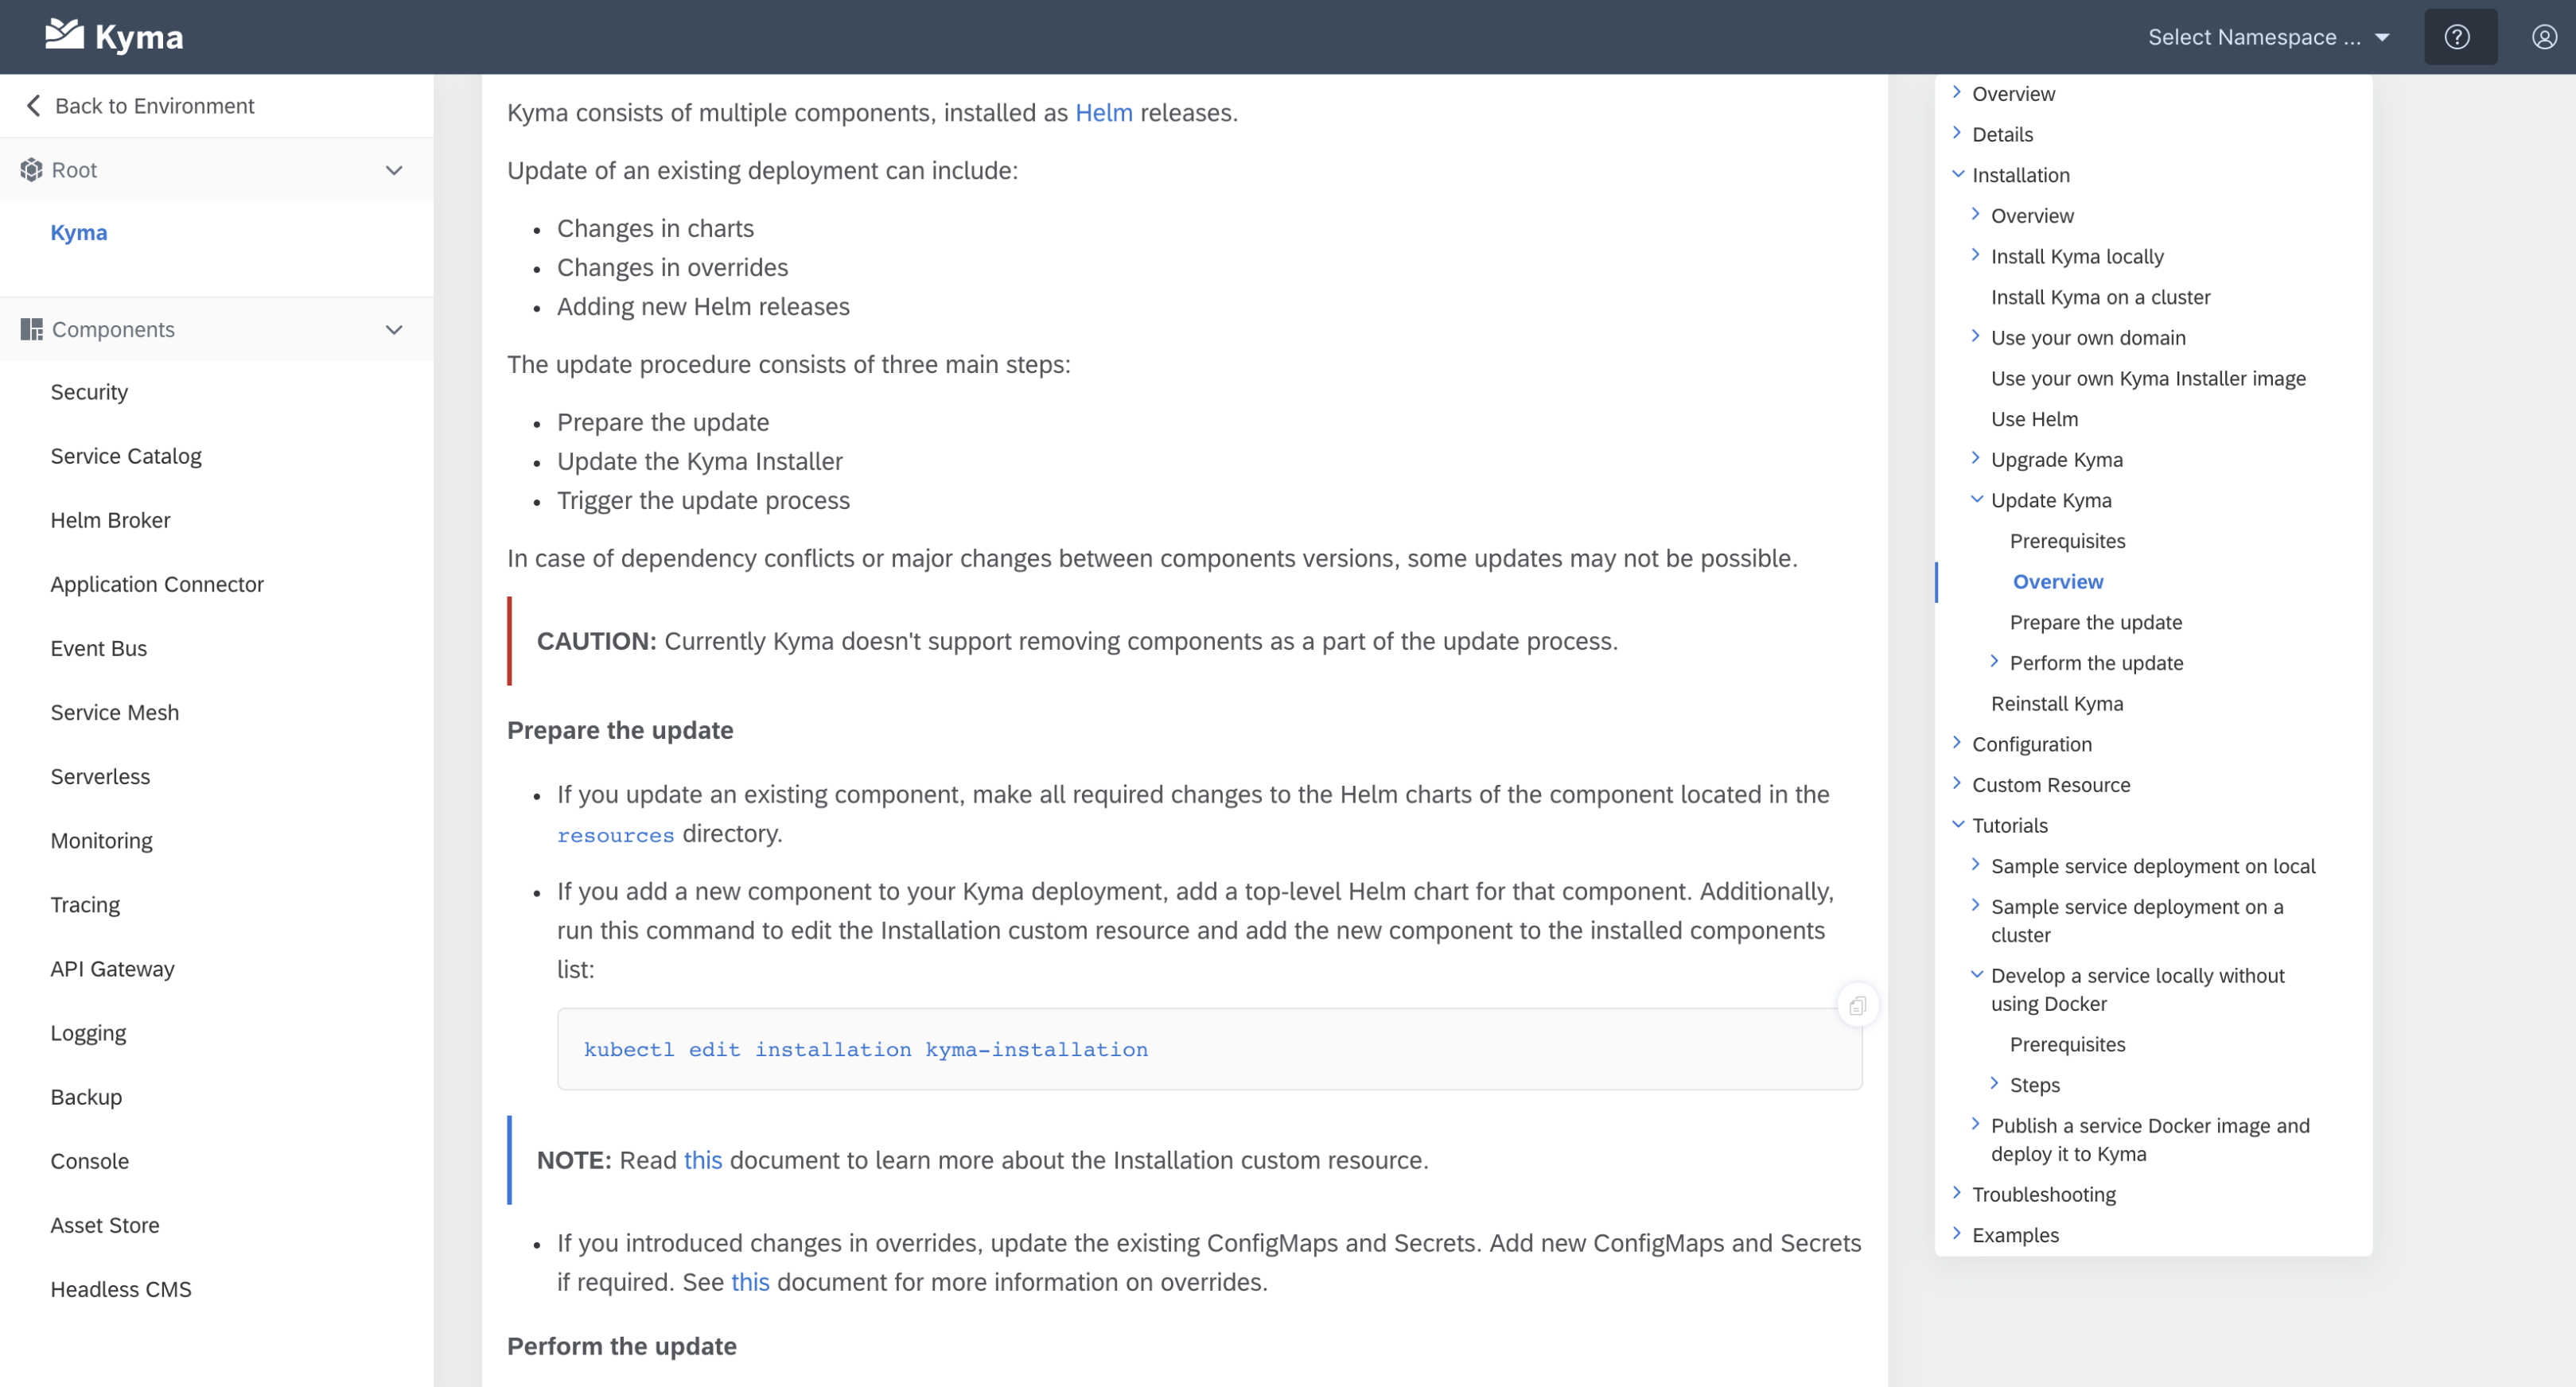 Kyma
Select Namespace ...
Back to Environment
Root
Kyma
Components
Security
Service Catalog
Helm Broker
Application Connector
Event Bus
Service Mesh
Serverless
Monitoring
Tracing
API Gateway
Logging
Backup
Console
Asset Store
Headless CMS
Kyma consists of multiple components, installed as Helm releases.
Update of an existing deployment can include:
• Changes in charts
• Changes in overrides
• Adding new Helm releases
The update procedure consists of three main steps:
• Prepare the update
• Update the Kyma Installer
• Trigger the update process
In case of dependency conflicts or major changes between components versions, some updates may not be possible.
CAUTION: Currently Kyma doesn't support removing components as a part of the update process.
Prepare the update
• If you update an existing component, make all required changes to the Helm charts of the component located in the
resources directory.
• If you add a new component to your Kyma deployment, add a top-level Helm chart for that component. Additionally,
run this command to edit the Installation custom resource and add the new component to the installed components
list:
kubectl edit installation kyma-installation
NOTE: Read this document to learn more about the Installation custom resource.
• If you introduced changes in overrides, update the existing ConfigMaps and Secrets. Add new ConfigMaps and Secrets
if required. See this document for more information on overrides.
Perform the update
Overview
Details
Installation
Overview
Install Kyma locally
Install Kyma on a cluster
Use your own domain
Use your own Kyma Installer image
Use Helm
Upgrade Kyma
Update Kyma
Prerequisites
Overview
Prepare the update
Perform the update
Reinstall Kyma
Configuration
Custom Resource
Tutorials
Sample service deployment on local
Sample service deployment on a
cluster
Develop a service locally without
using Docker
Prerequisites
Steps
Publish a service Docker image and
deploy it to Kyma
Troubleshooting
Examples